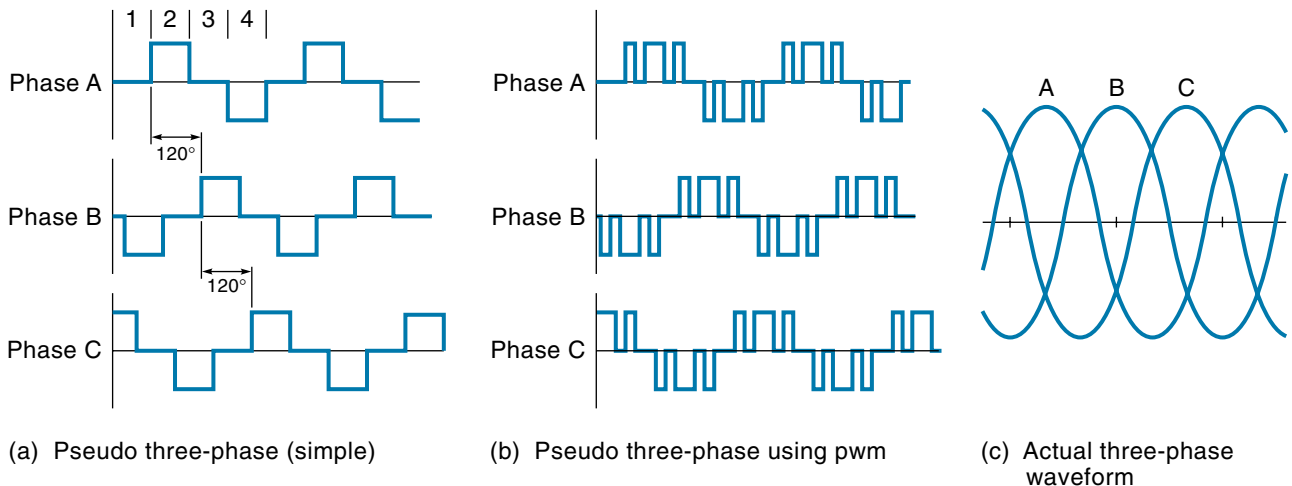 1 2 3 4
Phase A
120°
Phase B
120°
Phase C
(a) Pseudo three-phase (simple)
Phase A
Phase B
Phase C
(b) Pseudo three-phase using pwm
A B C
(c) Actual three-phase
waveform